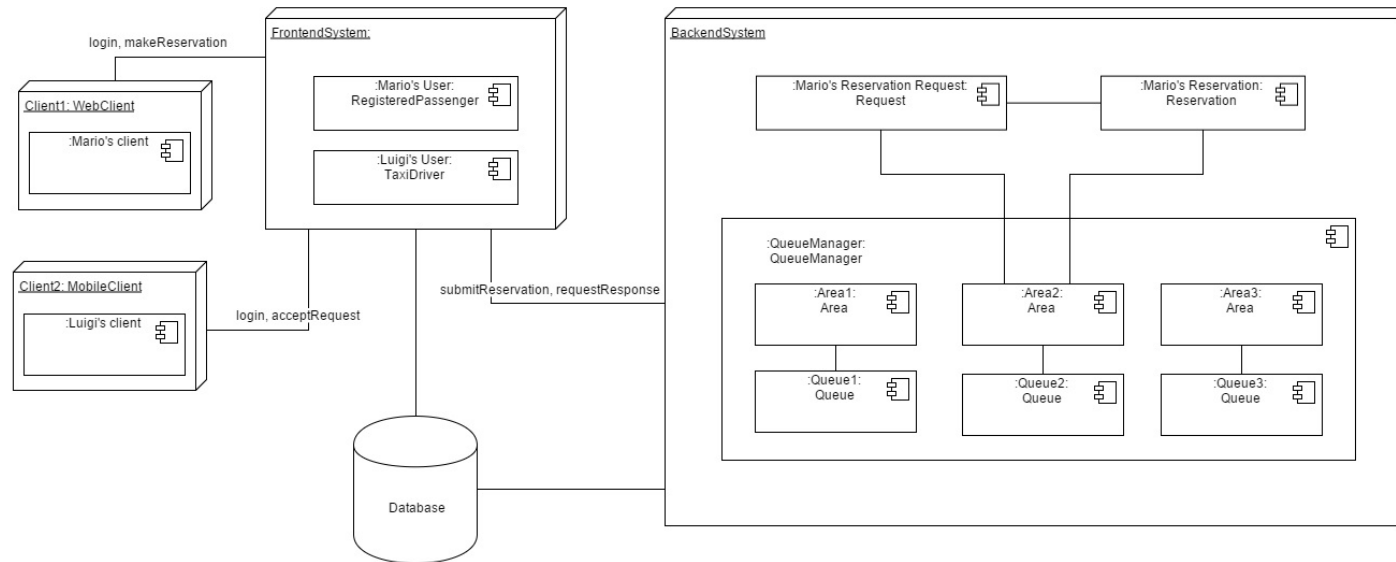 login, makeReservation
Client1: WebClient
:Mario's client
Client2: MobileClient
:Luigi's client
login, acceptRequest
FrontendSystem:
:Mario's User:
RegisteredPassenger
:Luigi's User:
TaxiDriver
submitReservation, requestResponse
Database
BackendSystem
:Mario's Reservation Request:
Request
:Mario's Reservation:
Reservation
:QueueManager:
QueueManager
:Area1:
Area
:Area2:
Area
:Area3:
Area
:Queue1:
Queue
:Queue2:
Queue
:Queue3:
Queue